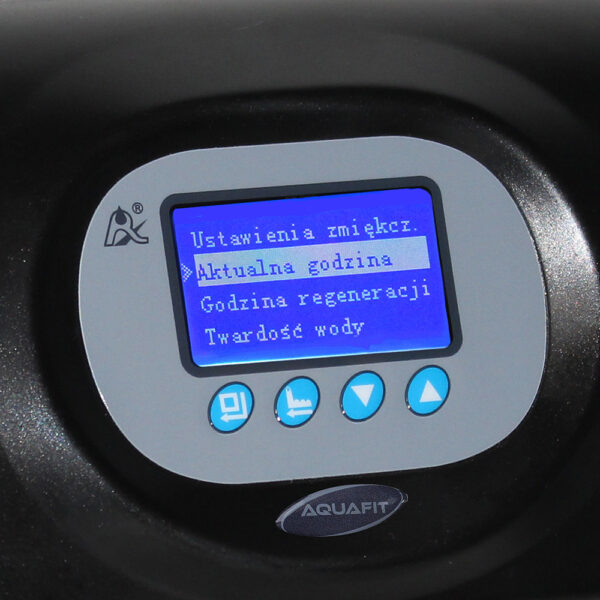 ®
Ustawienia zmiękcz.
Aktualna godzina
Godzina regeneracji
Twardość wody
AQUAFIT